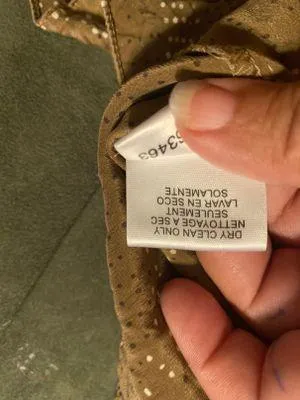 DRY CLEAN ONLY
NETTOYAGE A SEC
SEULEMENT
LAVAR EN SECO
SOLAMENTE